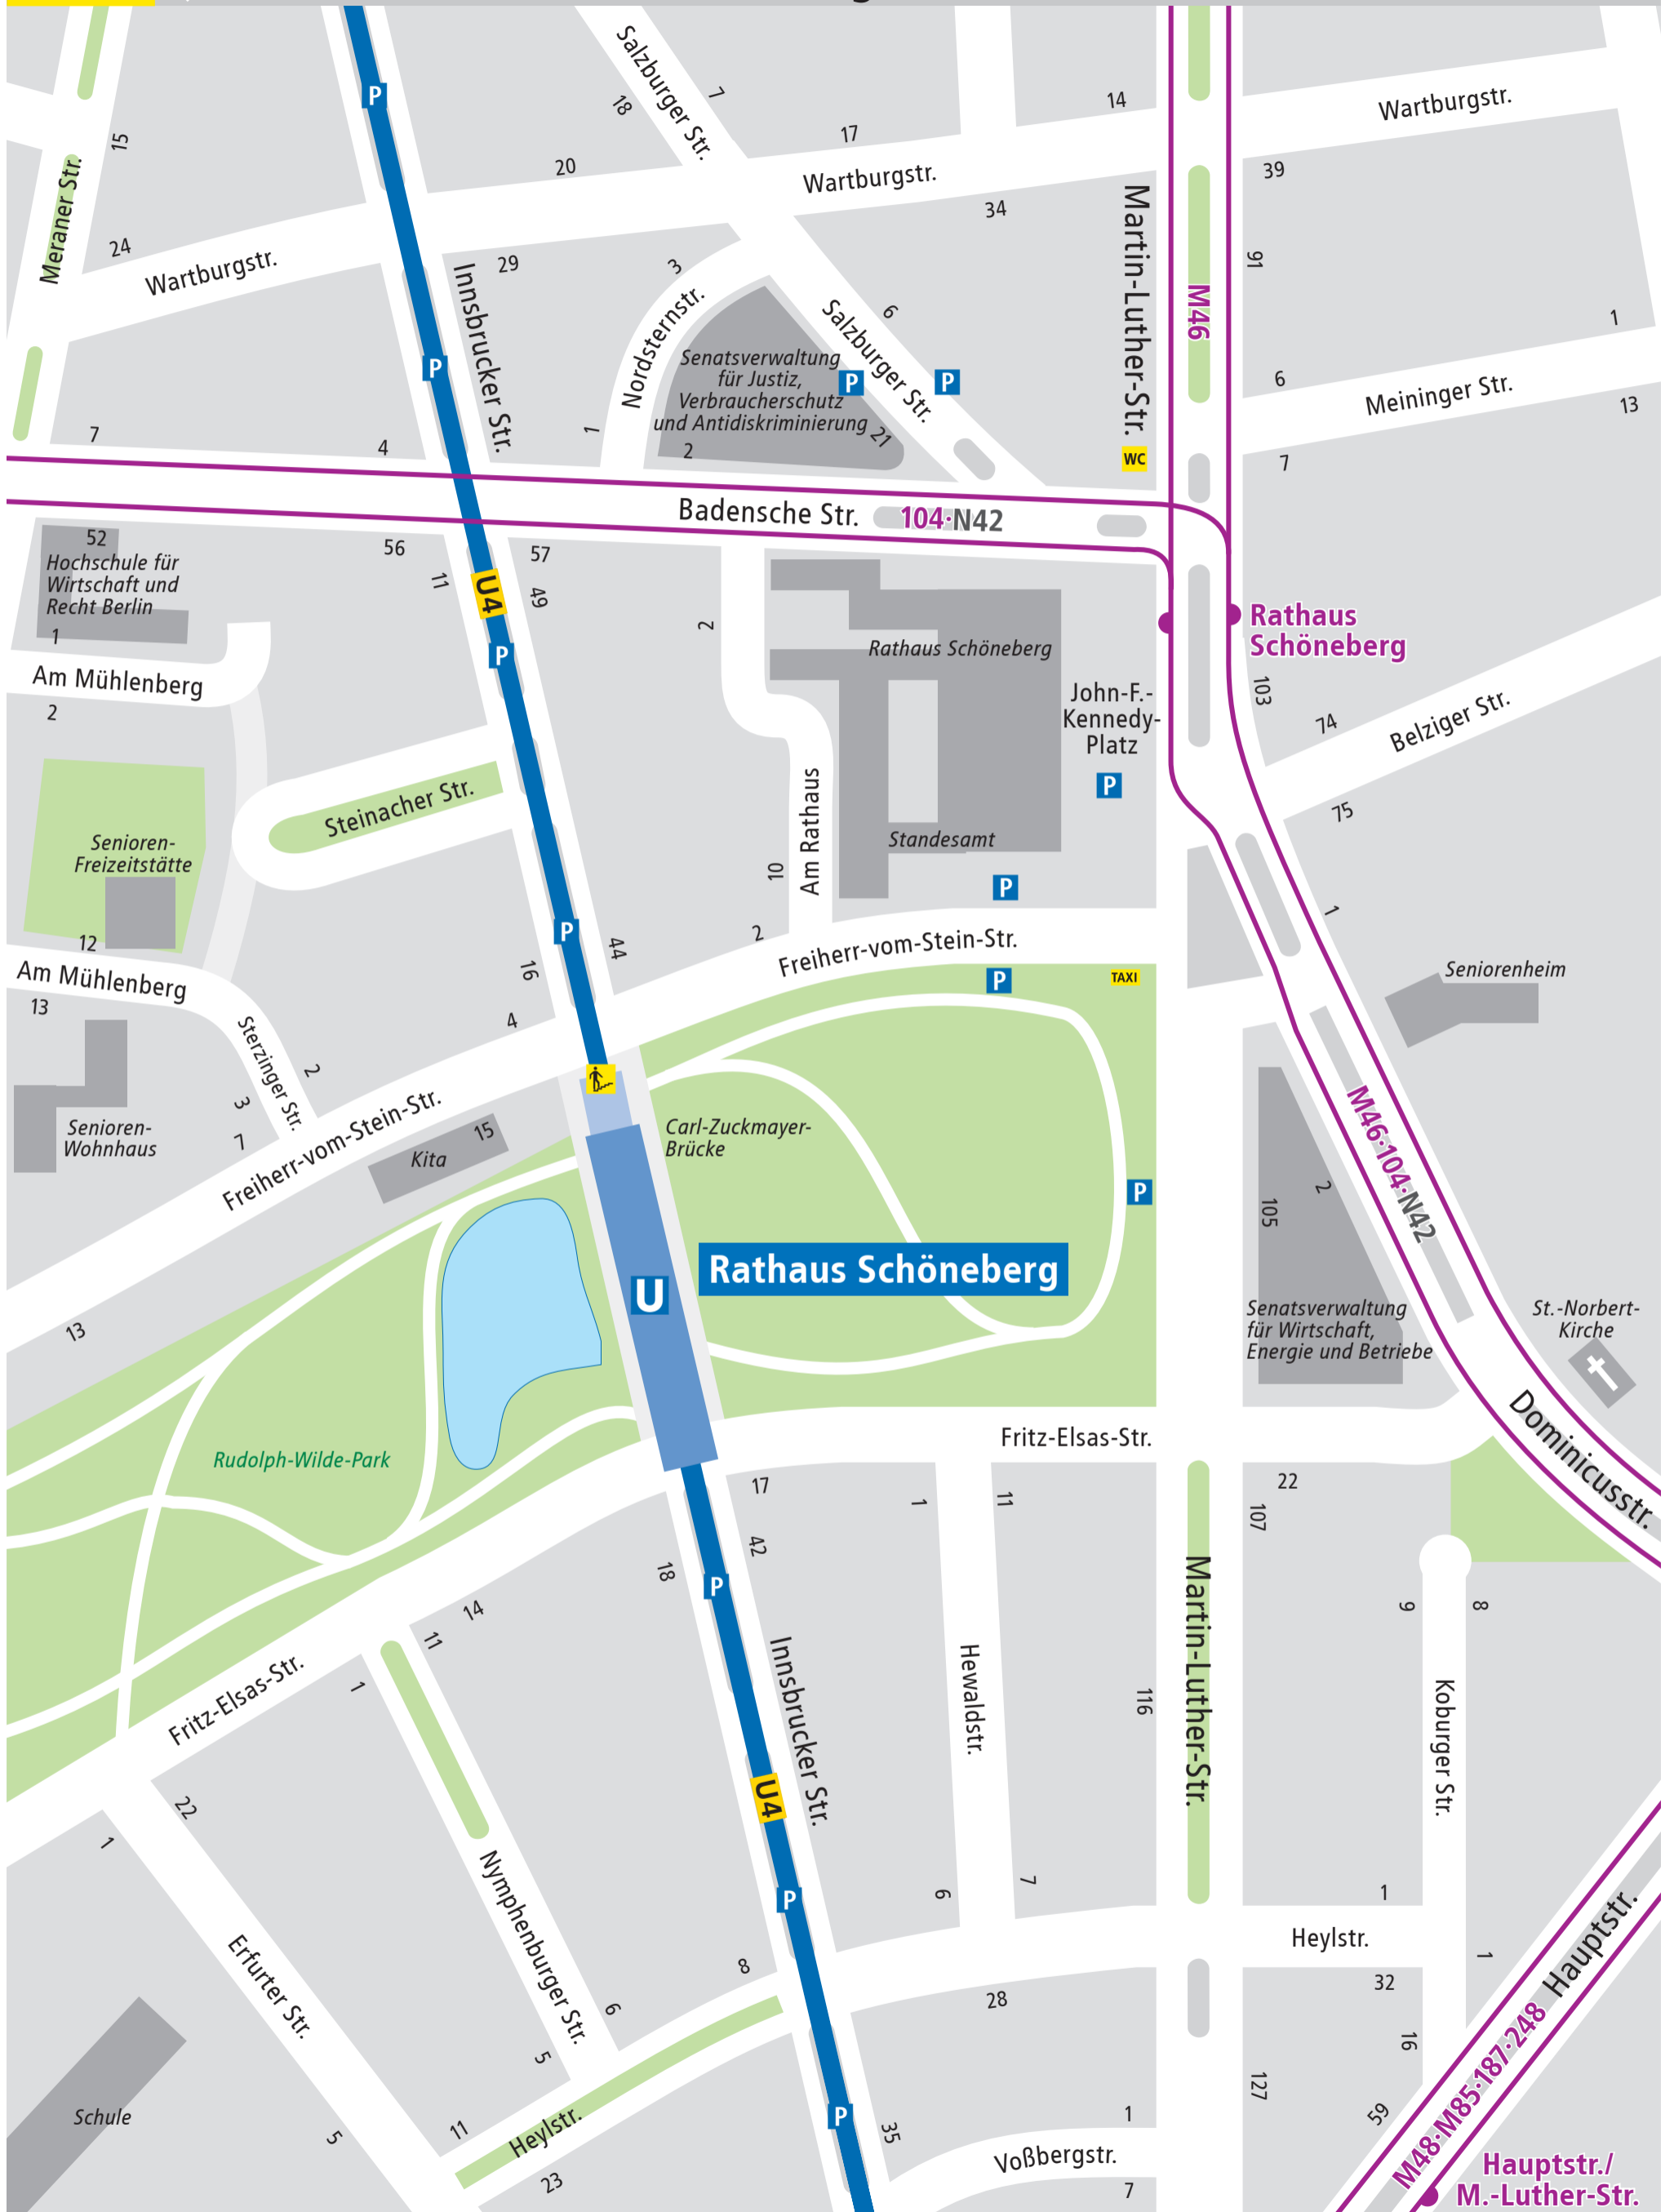 Salzburger Str.
18
7
14
Wartburgstr.
P
15
Meraner Str.
20
17
Wartburgstr.
39
34
24
Wartburgstr.
29
Innsbrucker Str.
3
Nordsternstr.
6
Salzburger Str.
Martin-Luther-Str.
M46
91
1
P
Senatsverwaltung
für Justiz,
Verbraucherschutz
und Antidiskriminierung
P
P
21
2
1
6
Meininger Str.
13
7
7
4
WC
Badensche Str.
104·N42
52
Hochschule für
Wirtschaft und
Recht Berlin
1
56
57
11
U4
49
2
P
Rathaus Schöneberg
Rathaus
Schöneberg
Am Mühlenberg
2
John-F.-
Kennedy-
Platz
P
103
74
Belziger Str.
75
Steinacher Str.
Senioren-
Freizeitstätte
12
Standesamt
Am Rathaus
10
P
1
P
44
16
2
Freiherr-vom-Stein-Str.
P
TAXI
Seniorenheim
Am Mühlenberg
13
4
Sterzinger Str.
2
3
7
Senioren-
Wohnhaus
Freiherr-vom-Stein-Str.
15
Kita
Carl-Zuckmayer-
Brücke
P
M46·104·N42
105
2
U
Rathaus Schöneberg
13
Senatsverwaltung
für Wirtschaft,
Energie und Betriebe
St.-Norbert-
Kirche
Dominicusstr.
Rudolph-Wilde-Park
Fritz-Elsas-Str.
17
1
11
22
107
42
18
P
14
11
1
9
8
Fritz-Elsas-Str.
Innsbrucker Str.
Hewaldstr.
116
Martin-Luther-Str.
Koburger Str.
U4
22
1
Nymphenburger Str.
P
6
7
1
Hauptstr.
Erfurter Str.
8
Heylstr.
1
6
28
32
16
5
M48·M85·187·248
127
Schule
5
11
Heylstr.
23
P
35
1
59
Voßbergstr.
7
Hauptstr./
M.-Luther-Str.